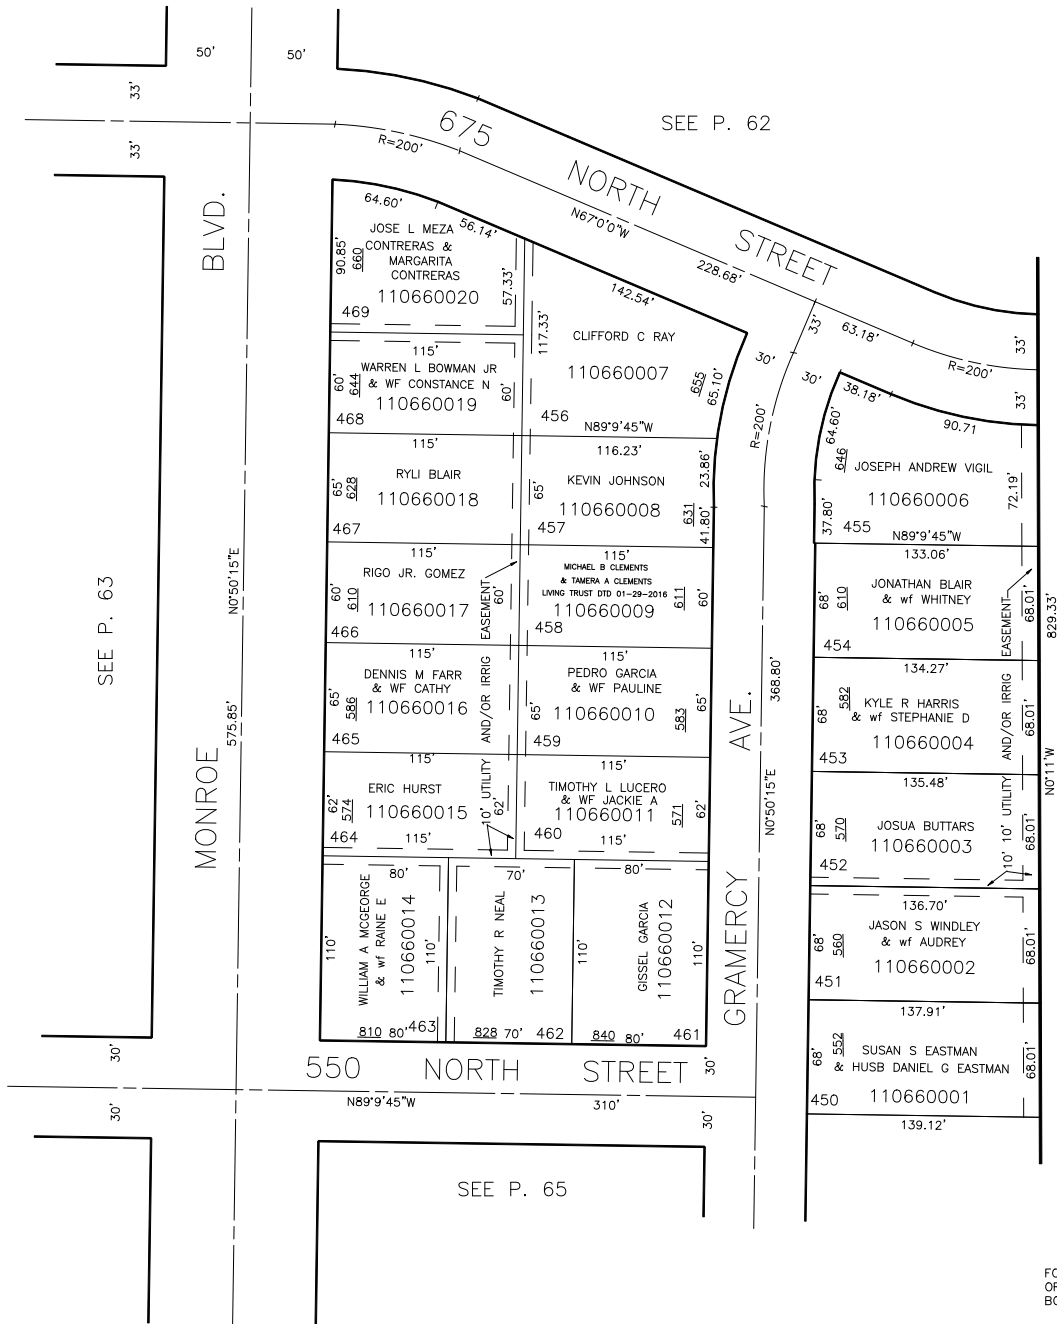 50'
50'
33'
33'
675
NORTH
STREET
SEE P. 62
R=200'
N67°0'0"W
228.68'
33'
63.18'
R=200'
33'
33'
BLVD.
MONROE
N0°50'15"E
575.85'
SEE P. 63
64.60'
56.14'
90.85'
660
JOSE L MEZA
CONTRERAS &
MARGARITA
CONTRERAS
110660020
57.33'
469
142.54'
117.33'
CLIFFORD C RAY
110660007
655
65.10'
456
N89°9'45"W
30'
30'
R=200'
115'
60'
644
WARREN L BOWMAN JR
& WF CONSTANCE N
110660019
60'
468
38.18'
90.71
64.60'
646
JOSEPH ANDREW VIGIL
110660006
72.19'
37.80'
455
N89°9'45"W
115'
65'
628
RYLI BLAIR
110660018
467
116.23'
23.86'
65'
KEVIN JOHNSON
110660008
631
41.80'
457
115'
60'
610
RIGO JR. GOMEZ
110660017
60'
466
115'
MICHAEL B CLEMENTS
& TAMERA A CLEMENTS
LIVING TRUST DTD 01-29-2016
110660009
611
60'
458
133.06'
68'
610
JONATHAN BLAIR
& wf WHITNEY
110660005
68.01'
454
829.33'
N0°11'W
115'
65'
586
DENNIS M FARR
& WF CATHY
110660016
465
115'
65'
PEDRO GARCIA
& WF PAULINE
110660010
583
65'
459
134.27'
68'
582
KYLE R HARRIS
& wf STEPHANIE D
110660004
68.01'
453
10' UTILITY AND/OR IRRIG EASEMENT
10' 10' UTILITY AND/OR IRRIG EASEMENT
368.80'
N0°50'15"E
GRAMERCY AVE.
115'
62'
574
ERIC HURST
110660015
62'
464
115'
115'
TIMOTHY L LUCERO
& WF JACKIE A
110660011
571
62'
460
115'
135.48'
68'
570
JOSUA BUTTARS
110660003
68.01'
452
80'
110'
WILLIAM A MCGEORGE
& wf RAINE E
110660014
110'
810 80' 463
70'
TIMOTHY R NEAL
110660013
828 70' 462
80'
110'
GISSEL GARCIA
110660012
110'
840 80' 461
136.70'
68'
560
JASON S WINDLEY
& wf AUDREY
110660002
68.01'
451
137.91'
68'
552
SUSAN S EASTMAN
& HUSB DANIEL G EASTMAN
110660001
68.01'
450
139.12'
30'
30'
550 NORTH STREET
30'
N89°9'45"W
310'
30'
SEE P. 65
FO
OF
BO